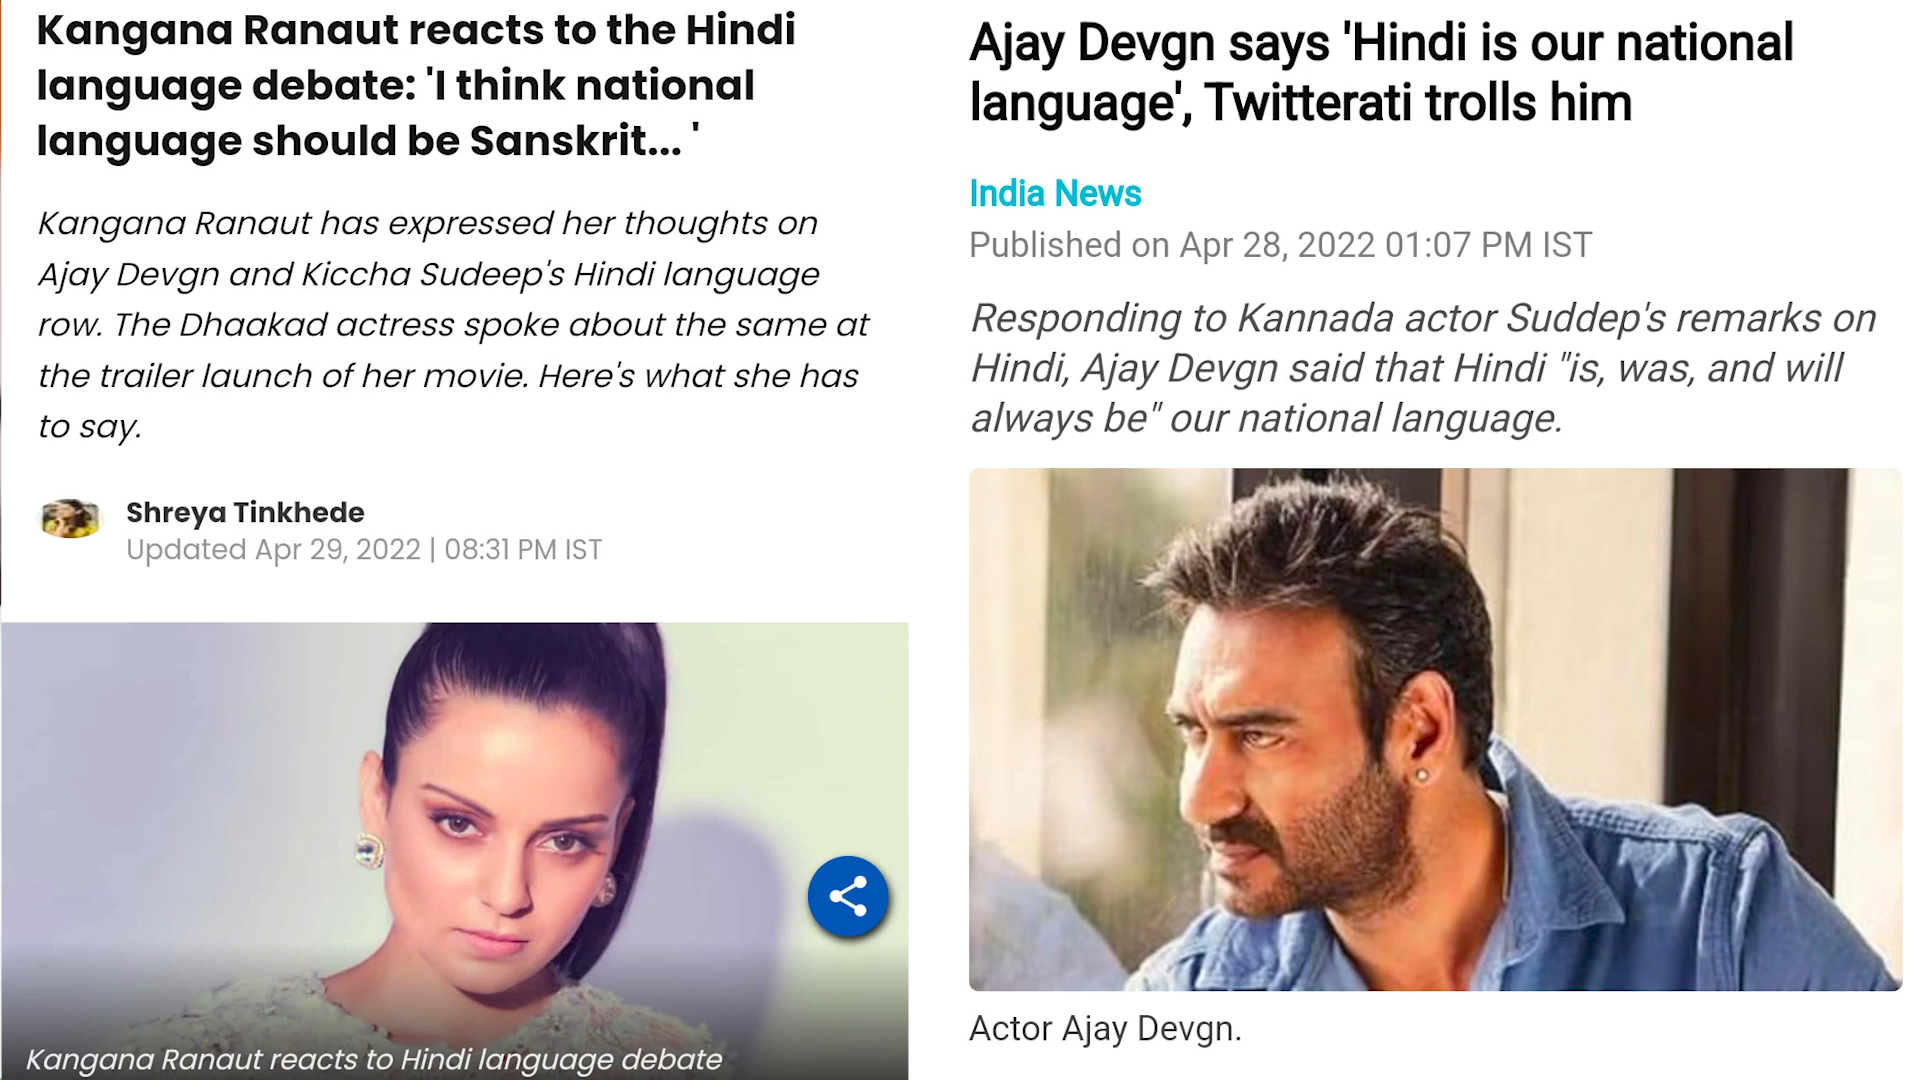 Kangana Ranaut reacts to the Hindi
language debate: 'I think national
language should be Sanskrit... '
Kangana Ranaut has expressed her thoughts on
Ajay Devgn and Kiccha Sudeep's Hindi language
row. The Dhaakad actress spoke about the same at
the trailer launch of her movie. Here's what she has
to say.
Shreya Tinkhede
Updated Apr 29, 2022 | 08:31 PM IST
Kangana Ranaut reacts to Hindi language debate
Ajay Devgn says 'Hindi is our national
language', Twitterati trolls him
India News
Published on Apr 28, 2022 01:07 PM IST
Responding to Kannada actor Suddep's remarks on
Hindi, Ajay Devgn said that Hindi "is, was, and will
always be" our national language.
Actor Ajay Devgn.